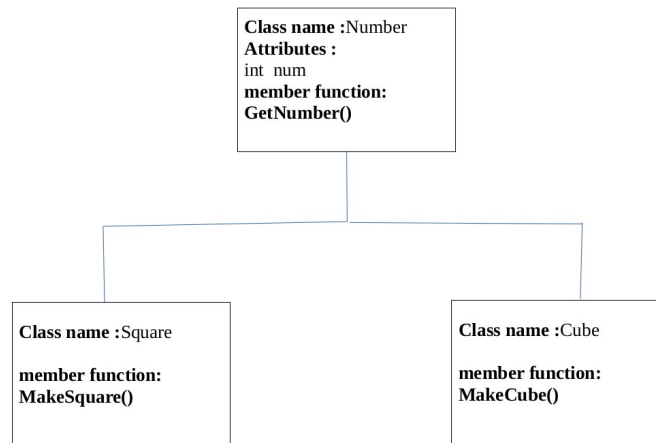 Class name :Number
Attributes :
int num
member function:
GetNumber()
Class name :Square
member function:
MakeSquare()
Class name :Cube
member function:
MakeCube()